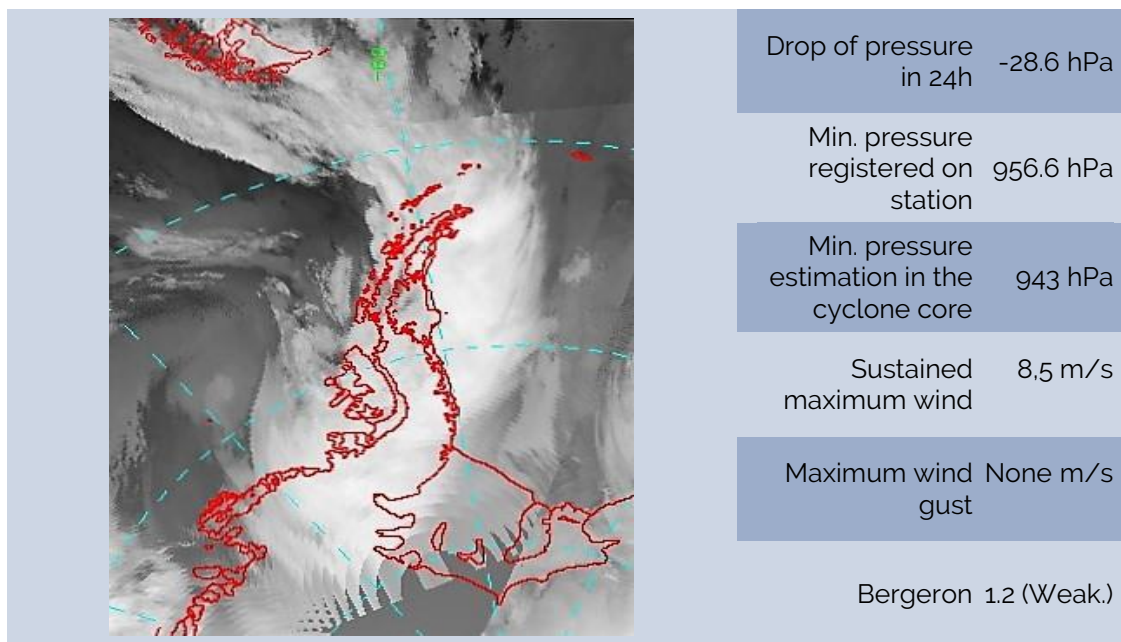 Drop of pressure
in 24h
-28.6 hPa
Min. pressure
registered on
station
956.6 hPa
Min. pressure
estimation in the
cyclone core
943 hPa
Sustained
maximum wind
8,5 m/s
Maximum wind
gust
None m/s
Bergeron
1.2 (Weak.)